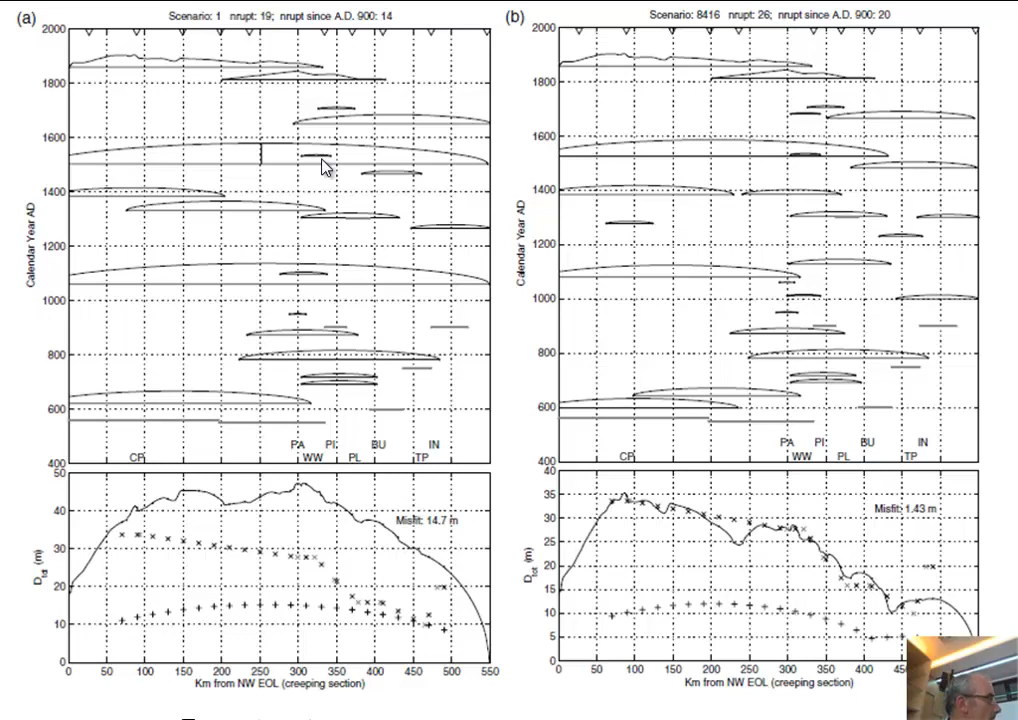 (a)
Scenario: 1 nrupt: 19; nrupt since A.D. 900: 14
2000
1800
1600
1400
1200
1000
800
600
400
Calendar Year AD
PA PI BU IN
CP WW PL TP
50
40
30
20
10
0
D_tot (m)
Misfit: 14.7 m
0 50 100 150 200 250 300 350 400 450 500 550
Km from NW EOL (creeping section)
(b)
Scenario: 8416 nrupt: 26; nrupt since A.D. 900: 20
2000
1800
1600
1400
1200
1000
800
600
400
Calendar Year AD
PA PI BU IN
CP WW PL TP
40
35
30
25
20
15
10
5
0
D_tot (m)
Misfit: 1.43 m
0 50 100 150 200 250 300 350 400
Km from NW EOL (creeping section)